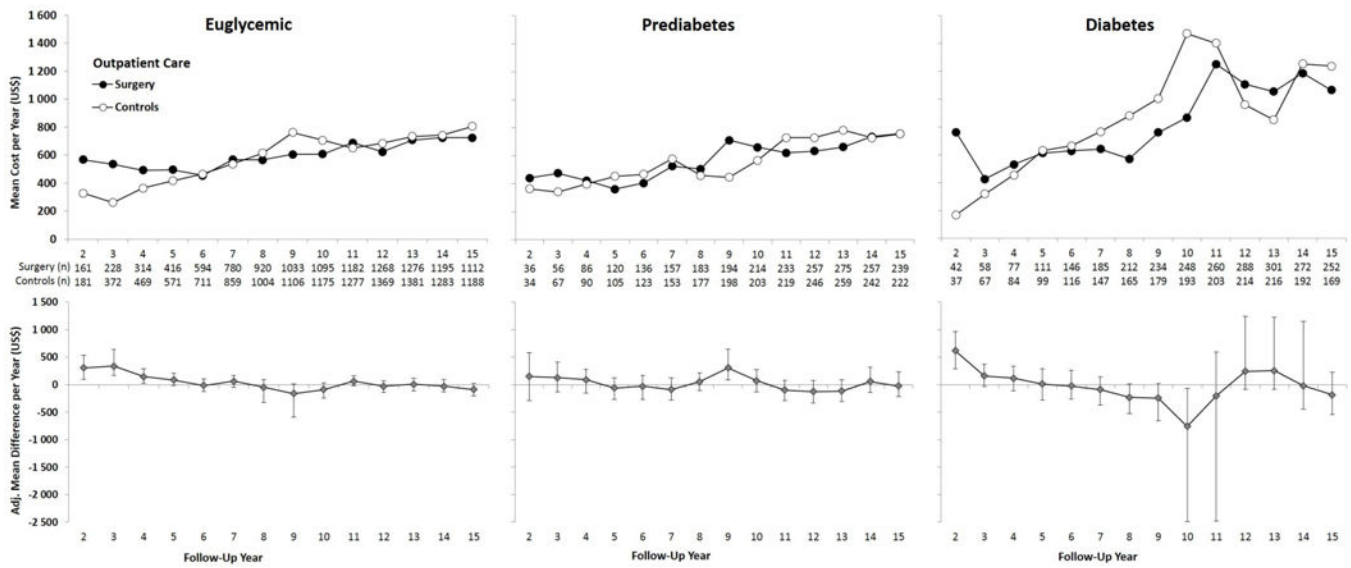 Euglycemic
Prediabetes
Diabetes
Outpatient Care
Surgery
Controls
Mean Cost per Year (US$)
1 600
1 400
1 200
1 000
800
600
400
200
0
2 3 4 5 6 7 8 9 10 11 12 13 14 15
Surgery (n) 161 228 314 416 594 780 920 1033 1095 1182 1268 1276 1195 1112
Controls (n) 181 372 469 571 711 859 1004 1106 1175 1277 1369 1381 1283 1188
2 3 4 5 6 7 8 9 10 11 12 13 14 15
36 56 86 120 136 157 183 194 214 233 257 275 257 239
34 67 90 105 123 153 177 198 203 219 246 259 242 222
2 3 4 5 6 7 8 9 10 11 12 13 14 15
42 58 77 111 146 185 212 234 248 260 288 301 272 252
37 67 84 99 116 147 165 179 193 203 214 216 192 169
Adj. Mean Difference per Year (US$)
1 500
1 000
500
0
-500
-1 000
-1 500
-2 000
-2 500
2 3 4 5 6 7 8 9 10 11 12 13 14 15
Follow-Up Year
2 3 4 5 6 7 8 9 10 11 12 13 14 15
Follow-Up Year
2 3 4 5 6 7 8 9 10 11 12 13 14 15
Follow-Up Year